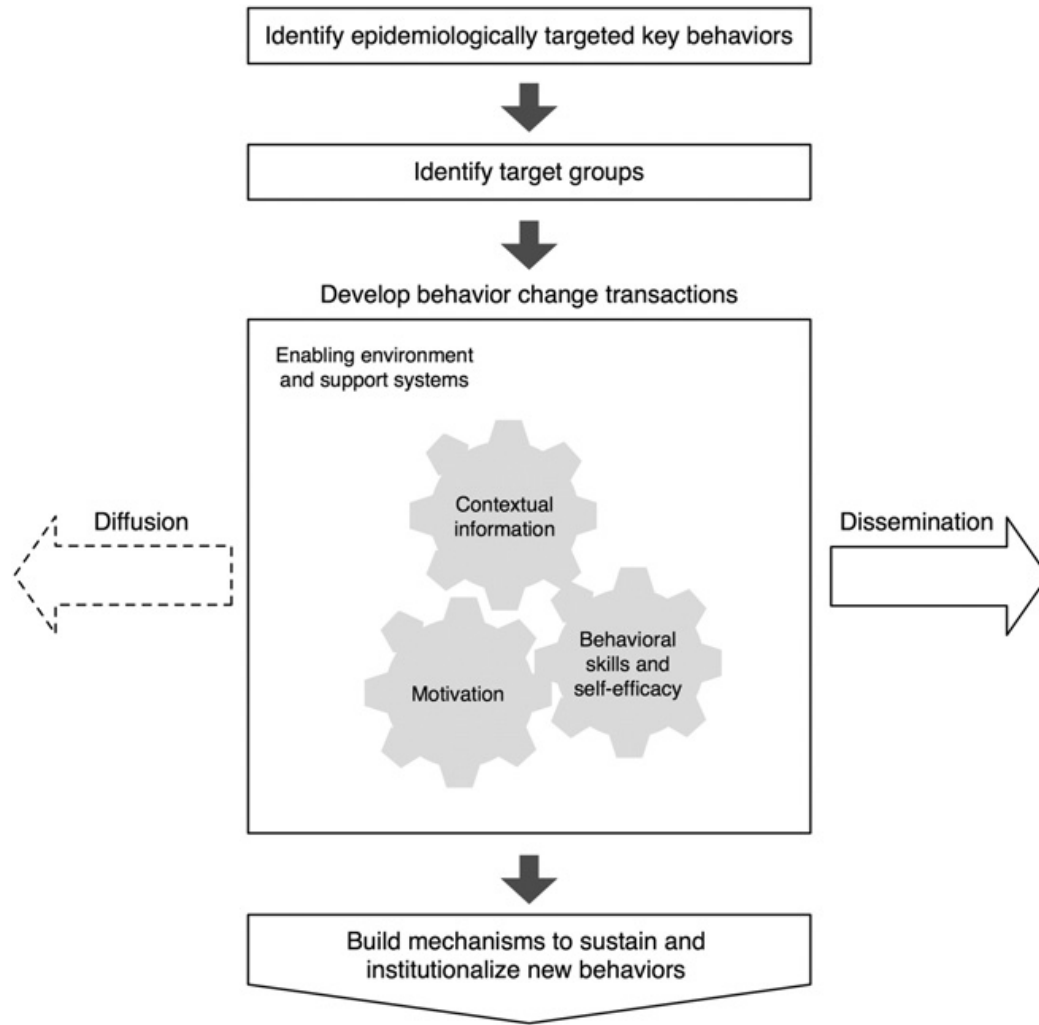 Identify epidemiologically targeted key behaviors
Identify target groups
Develop behavior change transactions
Enabling environment
and support systems
Contextual
information
Diffusion
Dissemination
Behavioral
skills and
self-efficacy
Motivation
Build mechanisms to sustain and
institutionalize new behaviors